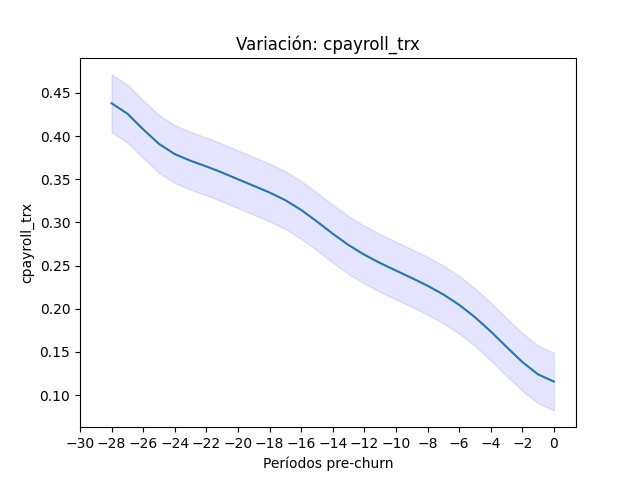 Variación: cpayroll_trx
cpayroll_trx
0.45
0.40
0.35
0.30
0.25
0.20
0.15
0.10
−30 −28 −26 −24 −22 −20 −18 −16 −14 −12 −10 −8 −6 −4 −2 0
Períodos pre-churn